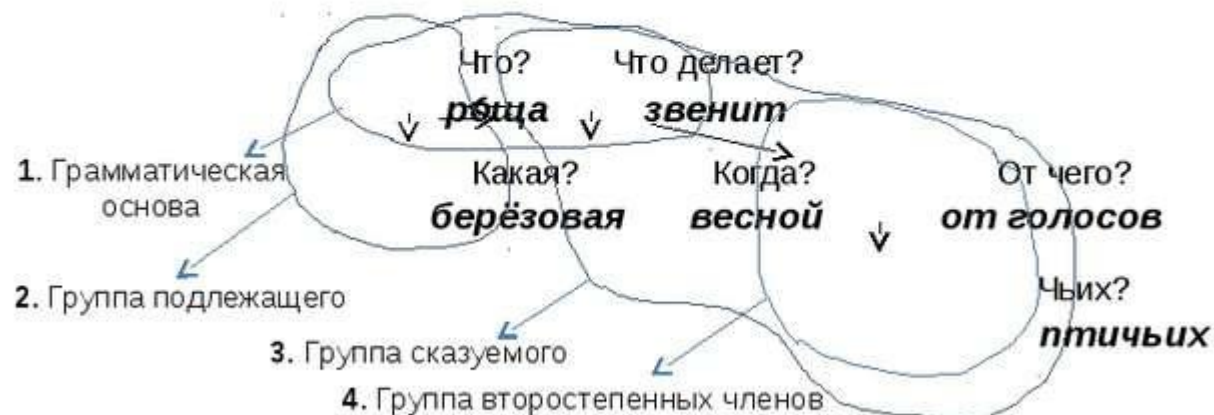 Что? Что делает?
роща звенит
Какая? Когда? От чего?
берёзовая весной от голосов
Чьих?
птичьих
1. Грамматическая
основа
2. Группа подлежащего
3. Группа сказуемого
4. Группа второстепенных членов